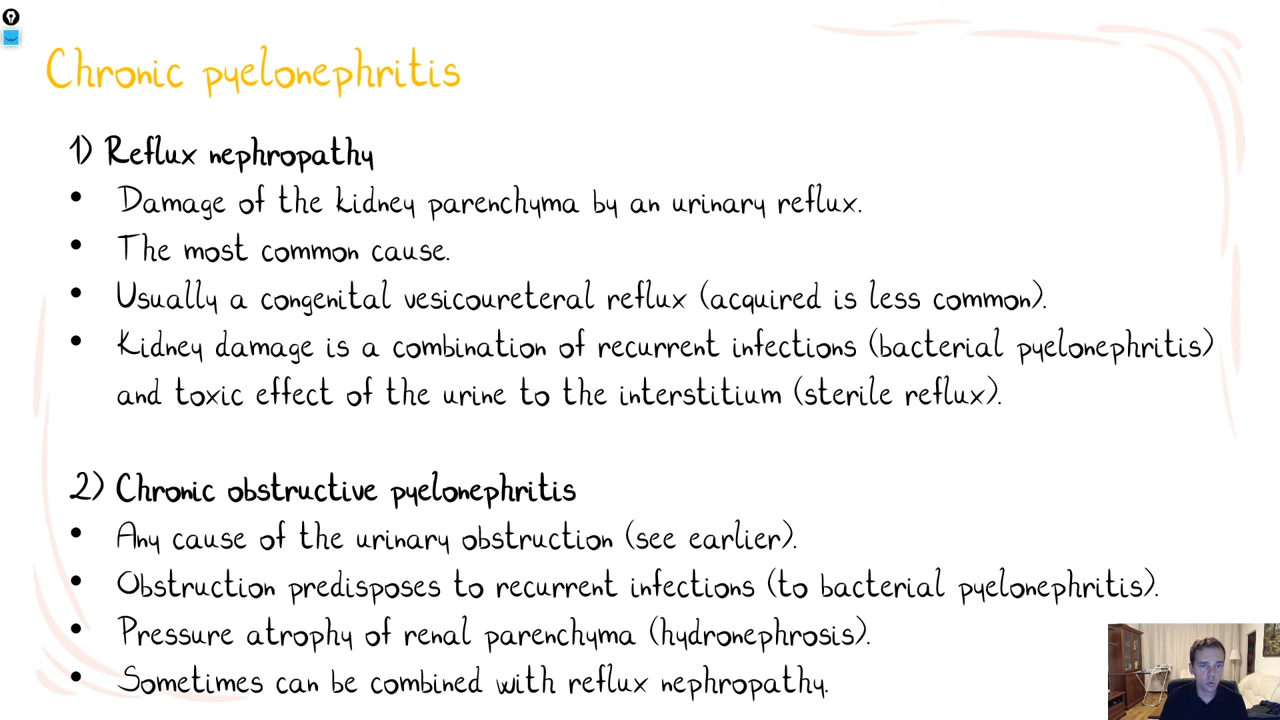 Chronic pyelonephritis
1) Reflux nephropathy
• Damage of the kidney parenchyma by an urinary reflux.
• The most common cause.
• Usually a congenital vesicoureteral reflux (acquired is less common).
• Kidney damage is a combination of recurrent infections (bacterial pyelonephritis)
and toxic effect of the urine to the interstitium (sterile reflux).
2) Chronic obstructive pyelonephritis
• Any cause of the urinary obstruction (see earlier).
• Obstruction predisposes to recurrent infections (to bacterial pyelonephritis).
• Pressure atrophy of renal parenchyma (hydronephrosis).
• Sometimes can be combined with reflux nephropathy.